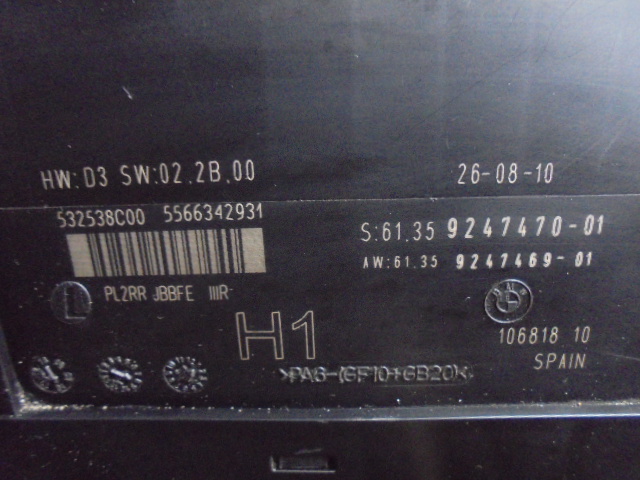 HW:D3 SW:02.2B.00
26-08-10
532538C00 5566342931
S:61.35 9247470-01
AW:61.35 9247469-01
PL2RR JBBFE IIIR-
L
H1
106818 10
SPAIN
>PA6-(GF10+GB20)<